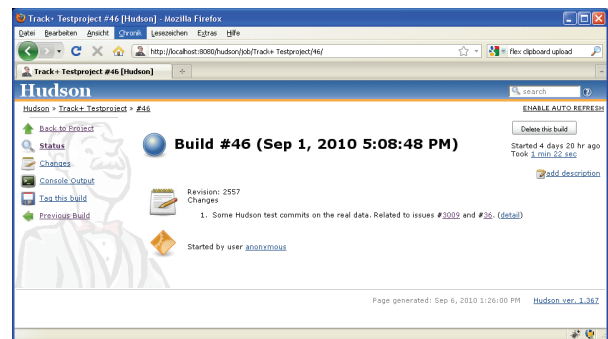 Track+ Testproject #46 [Hudson] - Mozilla Firefox
Datei Bearbeiten Ansicht Chronik Lesezeichen Extras Hilfe
http://localhost:8080/hudson/job/Track+ Testproject/46/
flex clipboard upload
Track+ Testproject #46 [Hudson]
Hudson
search
Hudson » Track+ Testproject » #46
ENABLE AUTO REFRESH
Back to Project
Status
Changes
Console Output
Tag this build
Previous Build
Build #46 (Sep 1, 2010 5:08:48 PM)
Delete this build
Started 4 days 20 hr ago
Took 1 min 22 sec
add description
Revision: 2557
Changes
1. Some Hudson test commits on the real data. Related to issues #3009 and #36. (detail)
Started by user anonymous
Page generated: Sep 6, 2010 1:26:00 PM Hudson ver. 1.367